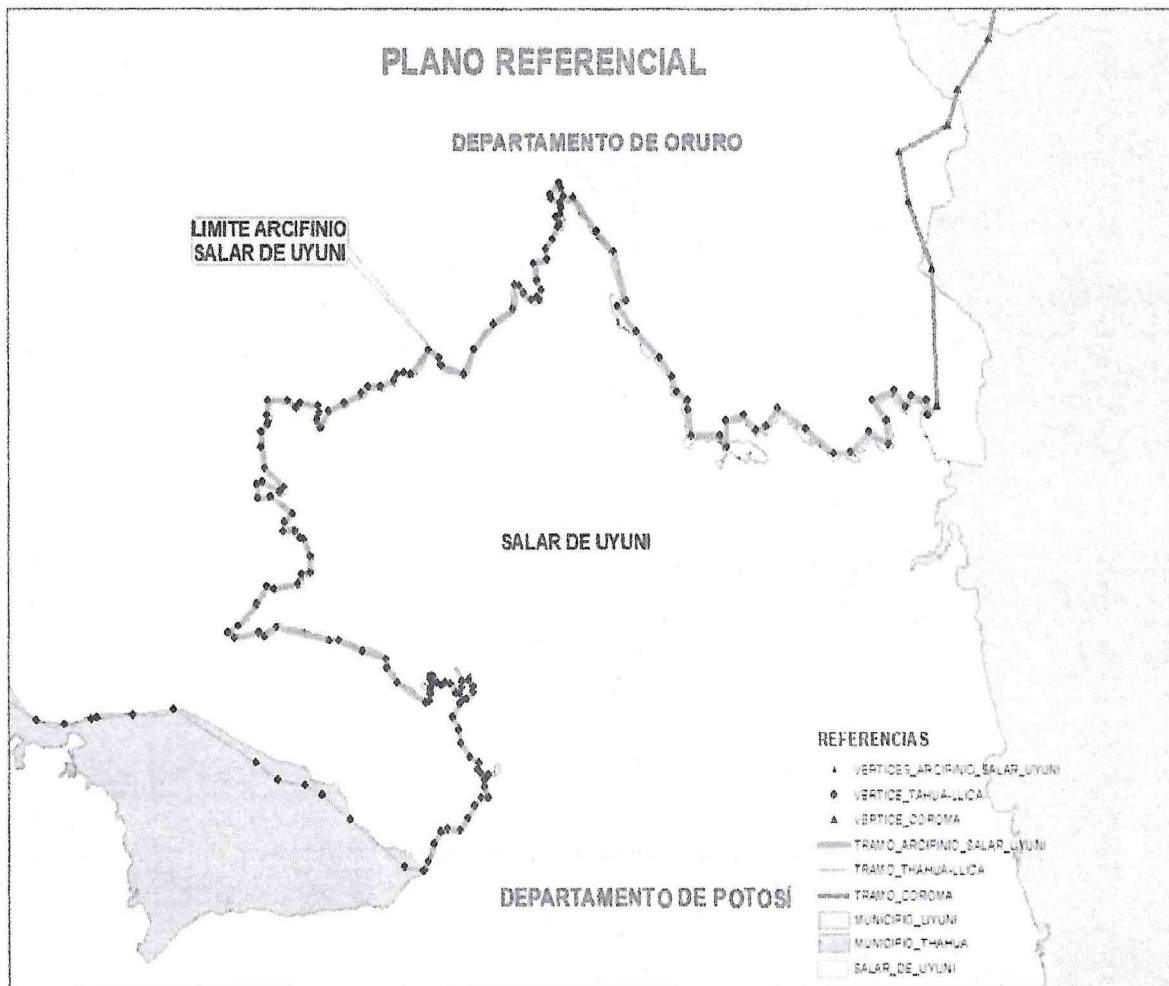 PLANO REFERENCIAL
DEPARTAMENTO DE ORURO
LIMITE ARCIFINIO
SALAR DE UYUNI
SALAR DE UYUNI
DEPARTAMENTO DE POTOSÍ
REFERENCIAS
VERTICES_ARCIFINIO_SALAR_UYUNI
VERTICE_TAHUA-LLICA
VERTICE_COROMA
TRAMO_ARCIFINIO_SALAR_UYUNI
TRAMO_THAHUA-LLICA
TRAMO_COROMA
MUNICIPIO_UYUNI
MUNICIPIO_THAHUA
SALAR_DE_UYUNI